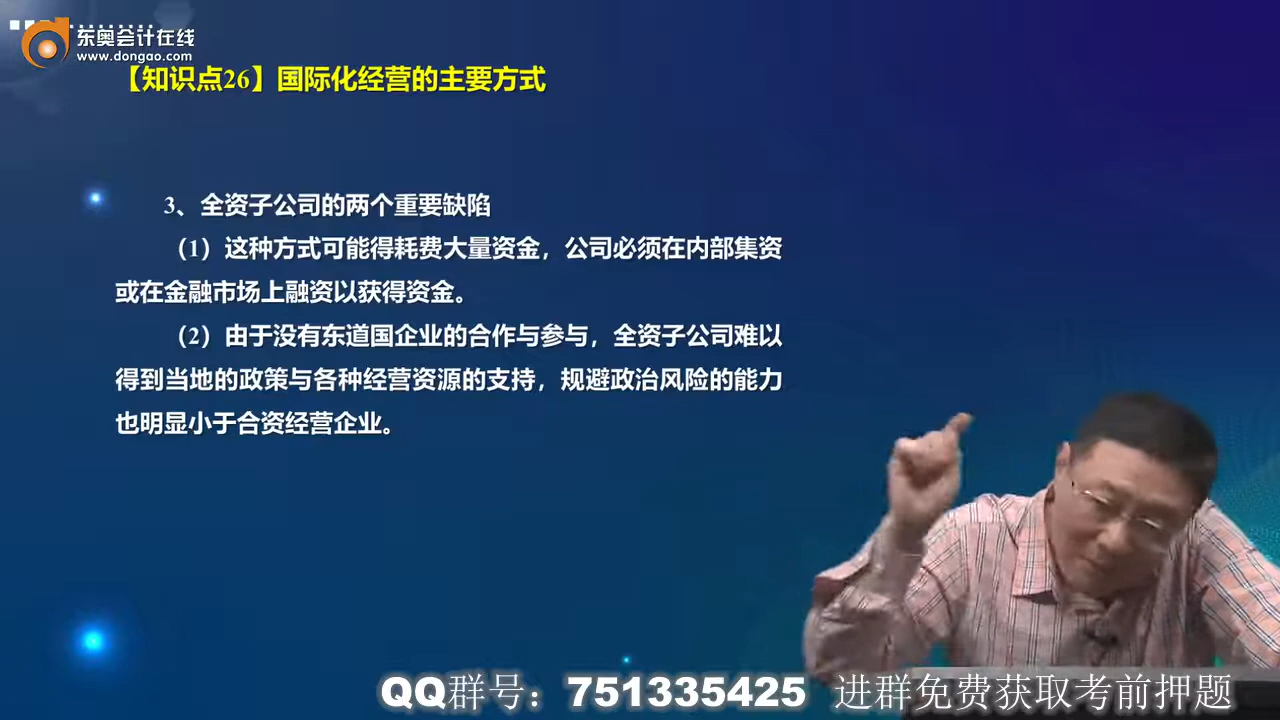 东奥会计在线
www.dongao.com
【知识点26】国际化经营的主要方式
3、全资子公司的两个重要缺陷
（1）这种方式可能得耗费大量资金，公司必须在内部集资
或在金融市场上融资以获得资金。
（2）由于没有东道国企业的合作与参与，全资子公司难以
得到当地的政策与各种经营资源的支持，规避政治风险的能力
也明显小于合资经营企业。
QQ群号：751335425 进群免费获取考前押题